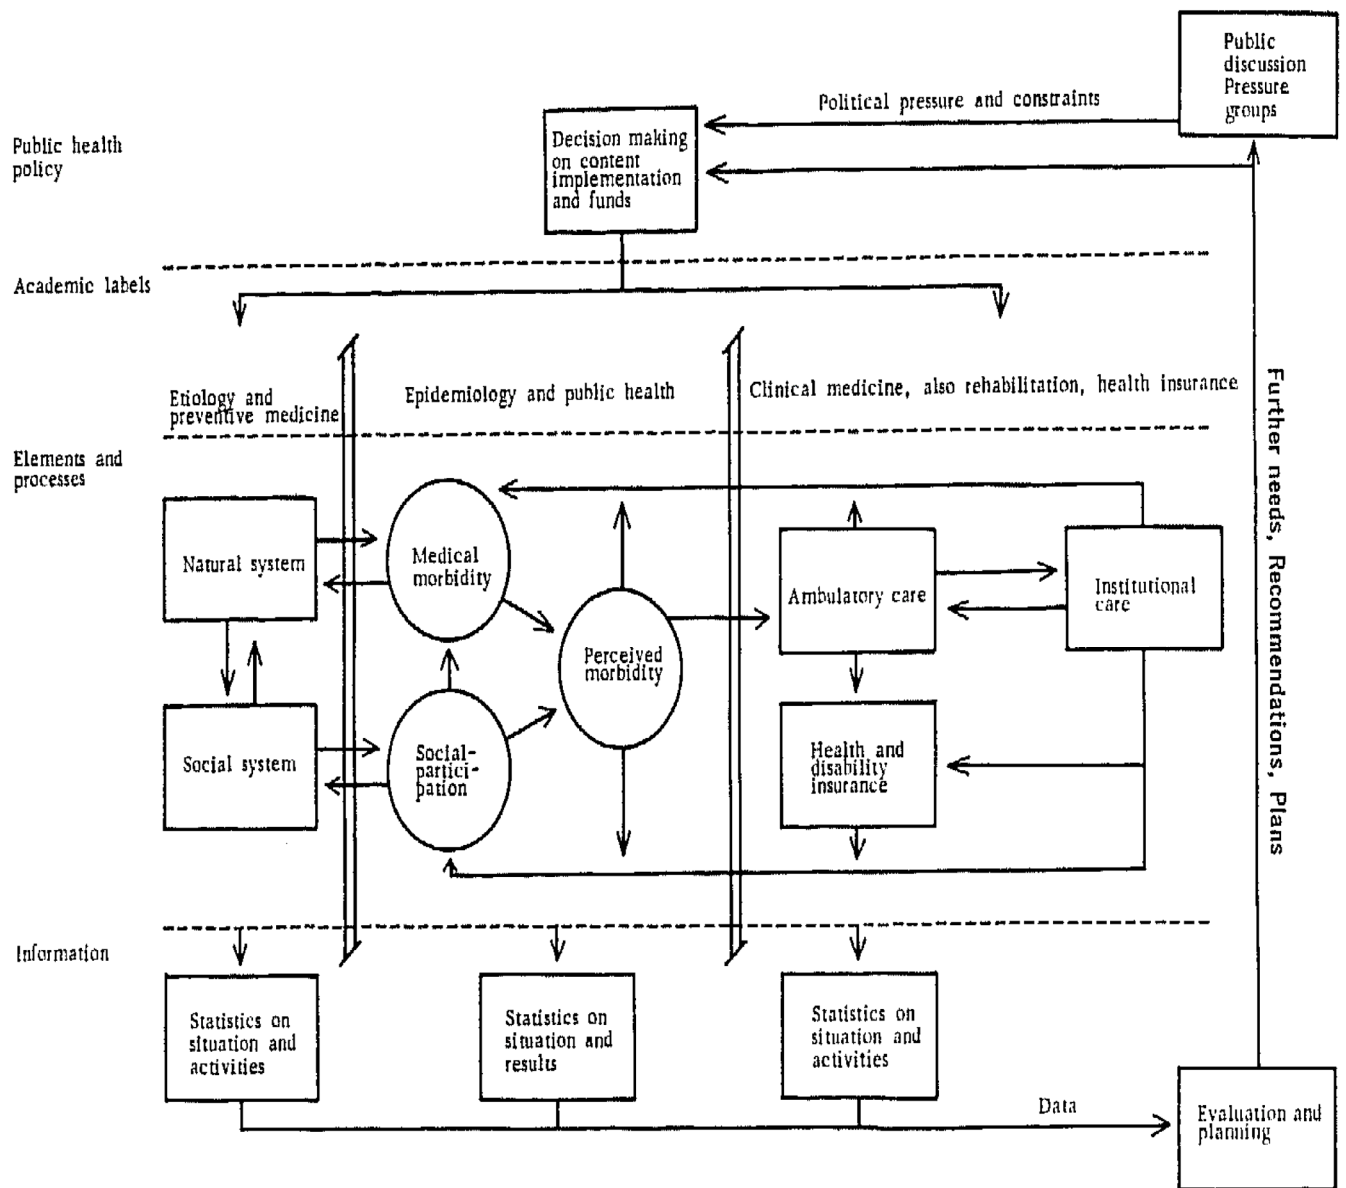 Public
discussion
Pressure
groups
Political pressure and constraints
Decision making
on content
implementation
and funds
Public health
policy
Academic labels
Etiology and
preventive medicine
Epidemiology and public health
Clinical medicine, also rehabilitation, health insurance
Further needs, Recommendations, Plans
Elements and
processes
Natural system
Medical
morbidity
Ambulatory care
Institutional
care
Perceived
morbidity
Social system
Social-
partici-
pation
Health and
disability
insurance
Information
Statistics on
situation and
activities
Statistics on
situation and
results
Statistics on
situation and
activities
Data
Evaluation and
planning